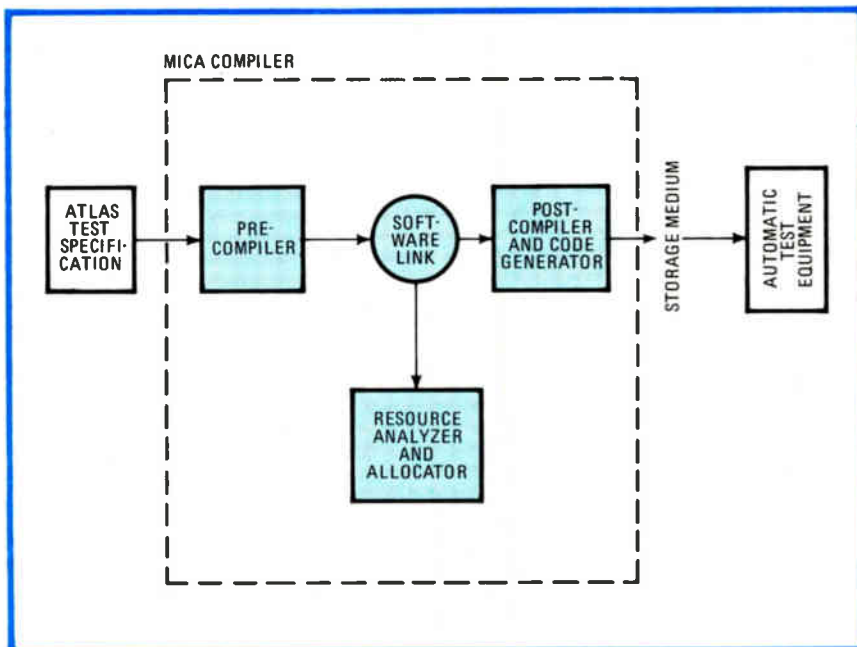 MICA COMPILER
ATLAS
TEST
SPECIFI-
CATION
PRE-
COMPILER
SOFT-
WARE
LINK
POST-
COMPILER
AND CODE
GENERATOR
STORAGE MEDIUM
AUTOMATIC
TEST
EQUIPMENT
RESOURCE
ANALYZER
AND
ALLOCATOR